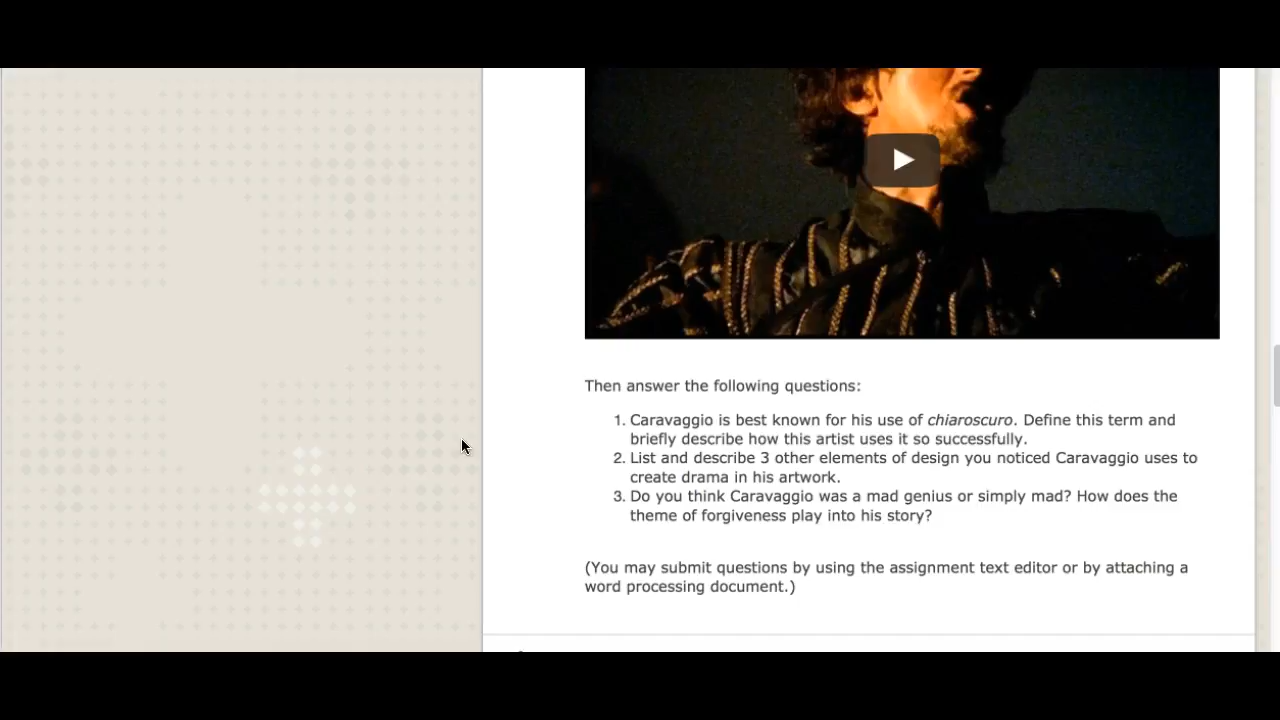 Then answer the following questions:
1. Caravaggio is best known for his use of chiaroscuro. Define this term and
briefly describe how this artist uses it so successfully.
2. List and describe 3 other elements of design you noticed Caravaggio uses to
create drama in his artwork.
3. Do you think Caravaggio was a mad genius or simply mad? How does the
theme of forgiveness play into his story?
(You may submit questions by using the assignment text editor or by attaching a
word processing document.)